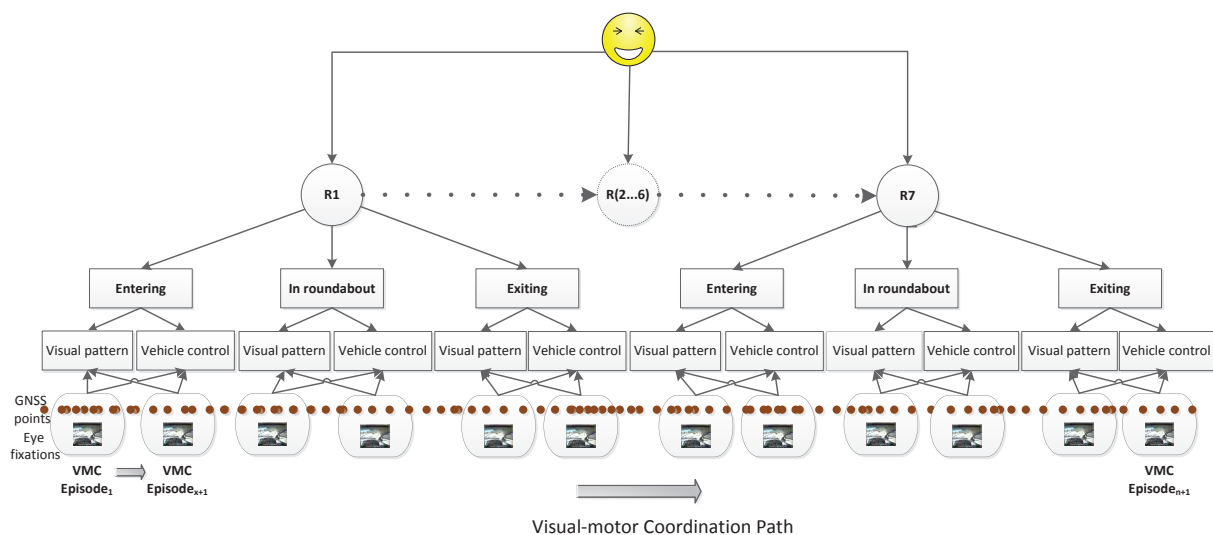 R1
R(2...6)
R7
Entering
In roundabout
Exiting
Entering
In roundabout
Exiting
Visual pattern
Vehicle control
Visual pattern
Vehicle control
Visual pattern
Vehicle control
Visual pattern
Vehicle control
Visual pattern
Vehicle control
Visual pattern
Vehicle control
GNSS
points
Eye
fixations
VMC
Episode₁
VMC
Episodeₓ₊₁
VMC
Episodeₙ₊₁
Visual-motor Coordination Path